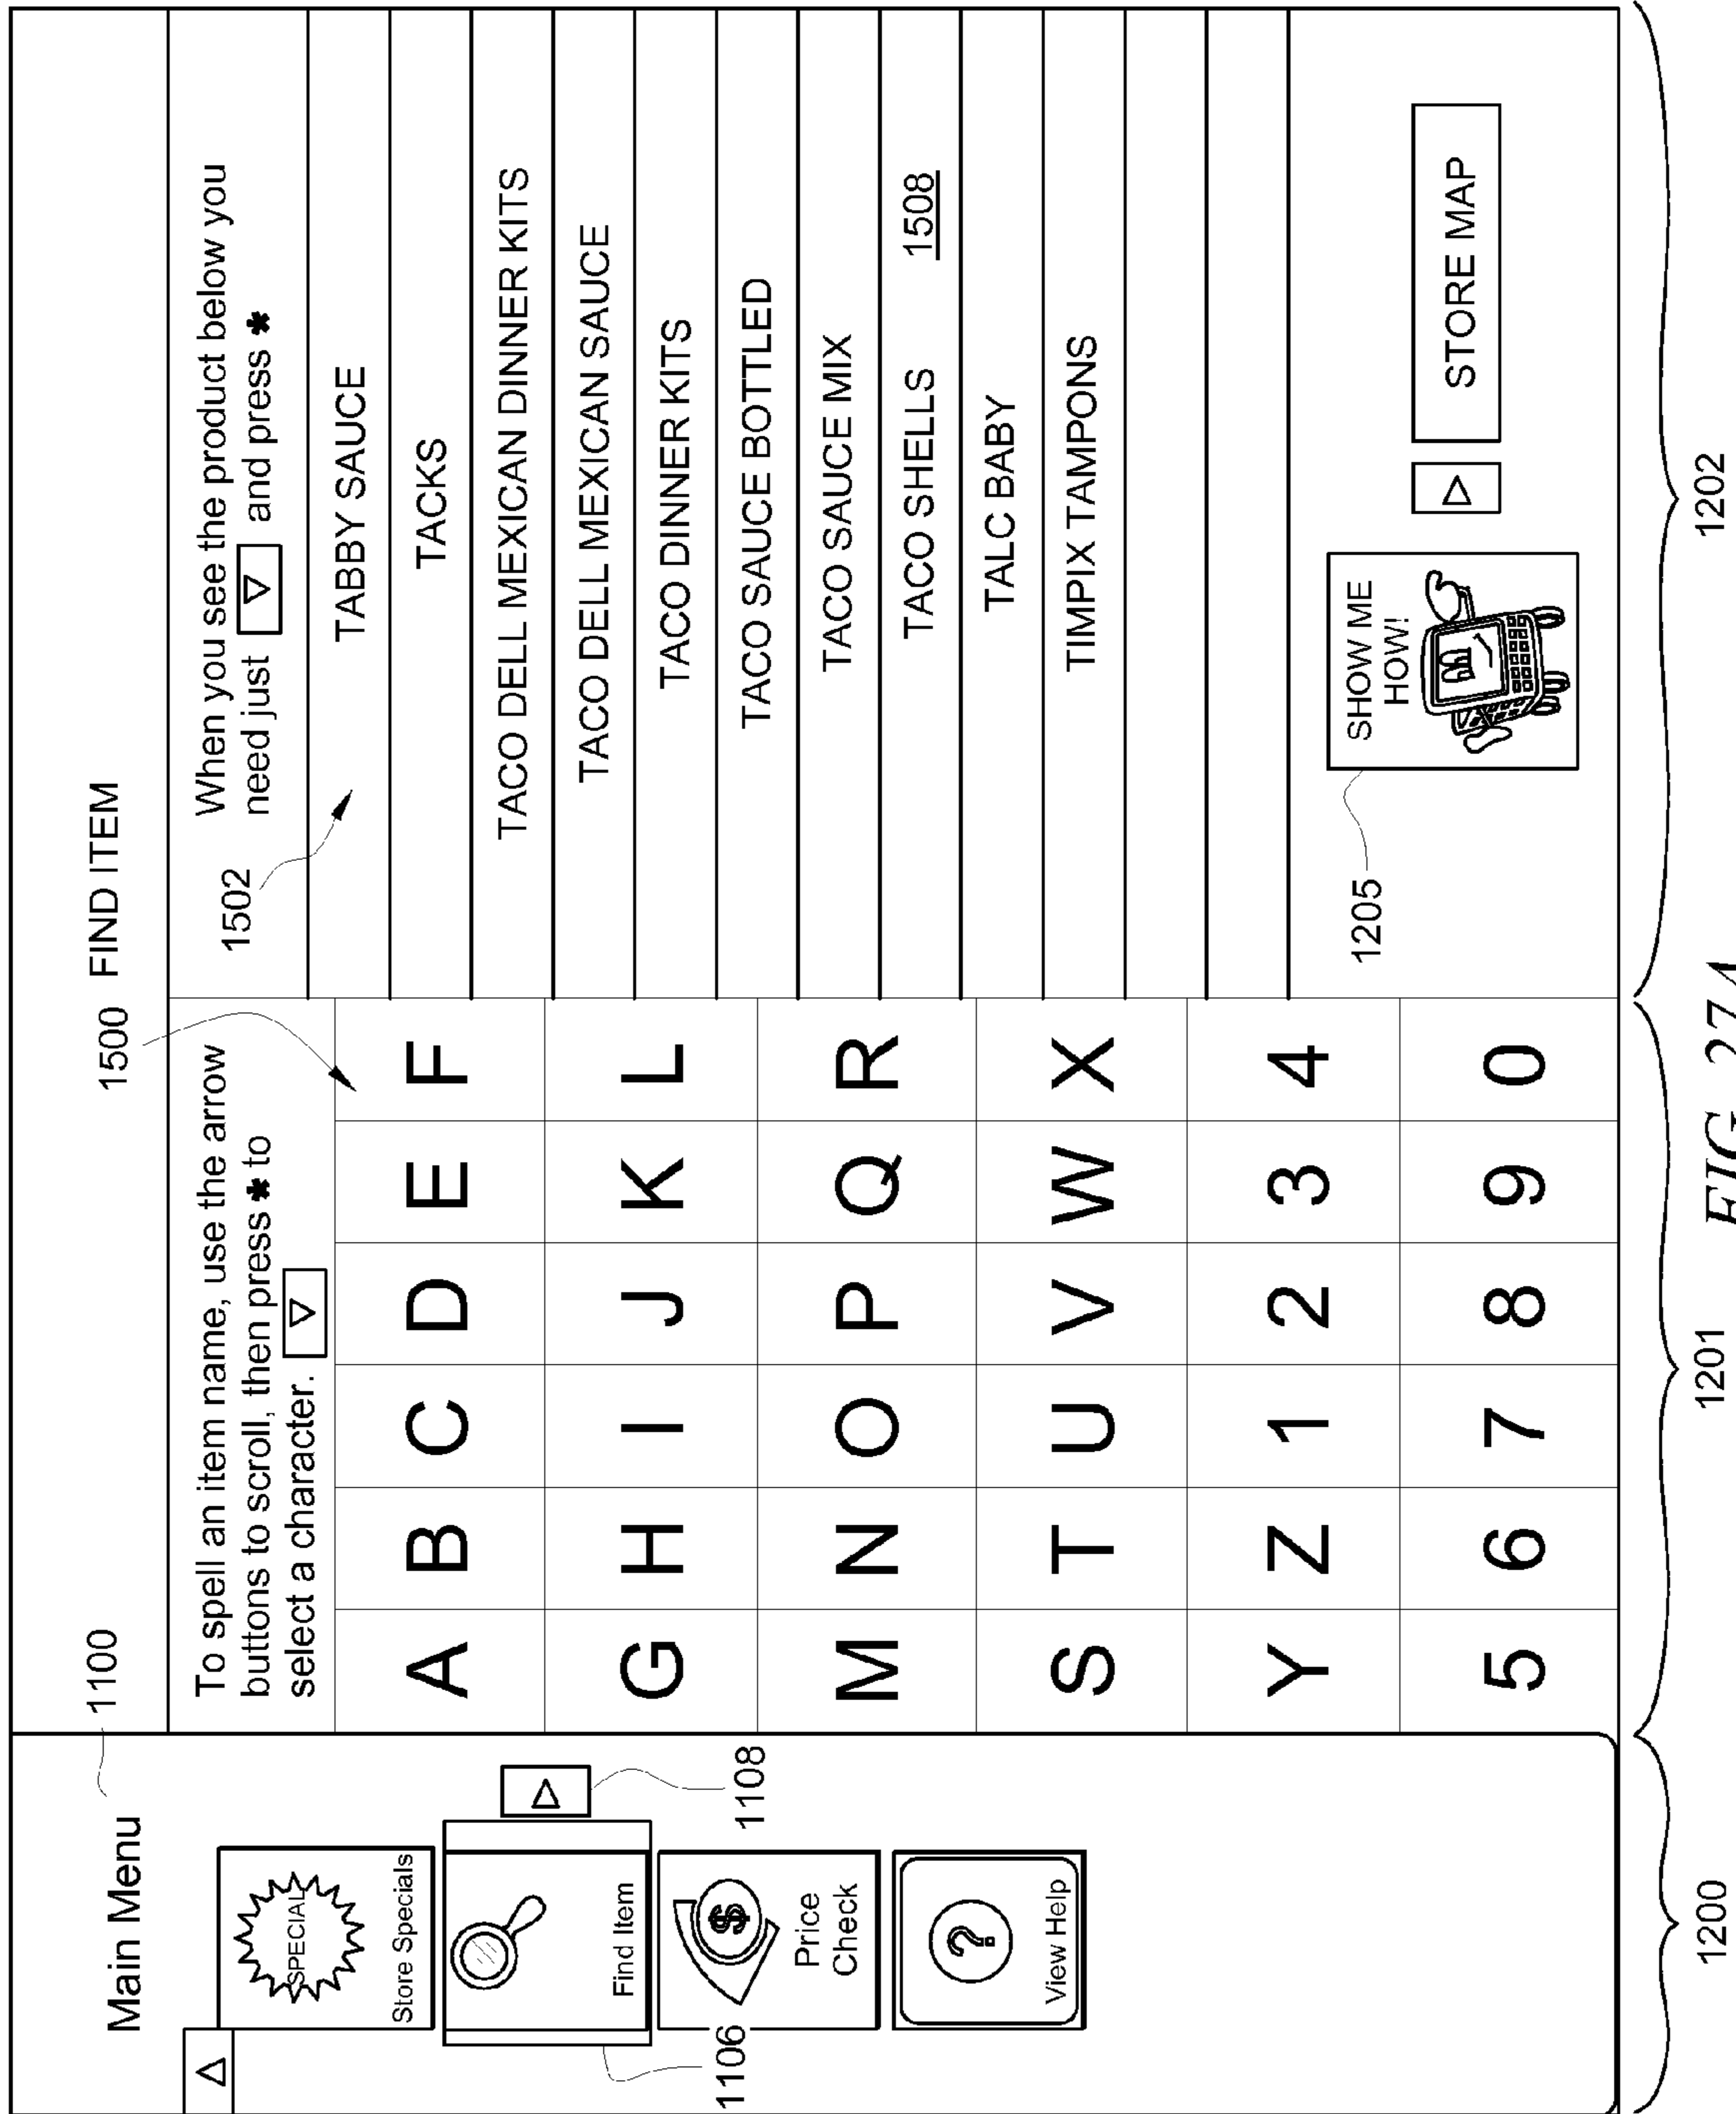 Main Menu
1100
SPECIAL
Store Specials
Find Item
1108
1106
$
Price
Check
?
View Help
1500 FIND ITEM
To spell an item name, use the arrow
buttons to scroll, then press ✱ to
select a character.
A B C D E F
G H I J K L
M N O P Q R
S T U V W X
Y Z 1 2 3 4
5 6 7 8 9 0
When you see the product below you
need just and press ✱
1502
TABBY SAUCE
TACKS
TACO DELL MEXICAN DINNER KITS
TACO DELL MEXICAN SAUCE
TACO DINNER KITS
TACO SAUCE BOTTLED
TACO SAUCE MIX
TACO SHELLS 1508
TALC BABY
TIMPIX TAMPONS
1205
SHOW ME
HOW!
STORE MAP
1200
1201
1202
FIG. 27A